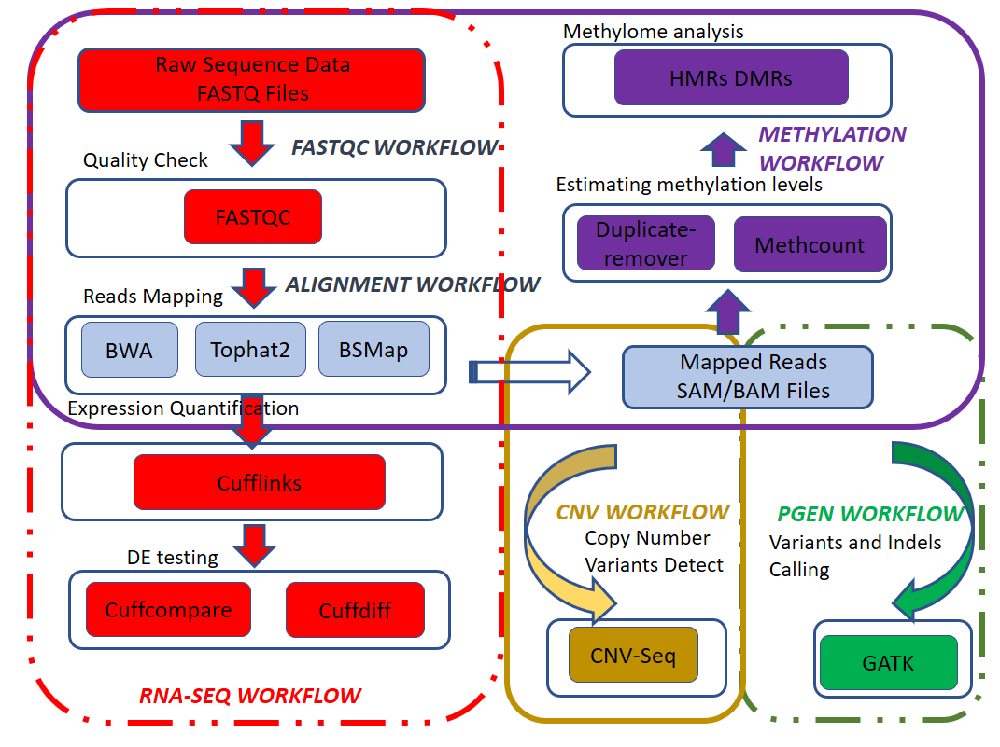 Raw Sequence Data
FASTQ Files
FASTQC WORKFLOW
Quality Check
FASTQC
ALIGNMENT WORKFLOW
Reads Mapping
BWA
Tophat2
BSMap
Expression Quantification
Cufflinks
DE testing
Cuffcompare
Cuffdiff
RNA-SEQ WORKFLOW
Methylome analysis
HMRs DMRs
METHYLATION
WORKFLOW
Estimating methylation levels
Duplicate-
remover
Methcount
Mapped Reads
SAM/BAM Files
CNV WORKFLOW
Copy Number
Variants Detect
CNV-Seq
PGEN WORKFLOW
Variants and Indels
Calling
GATK